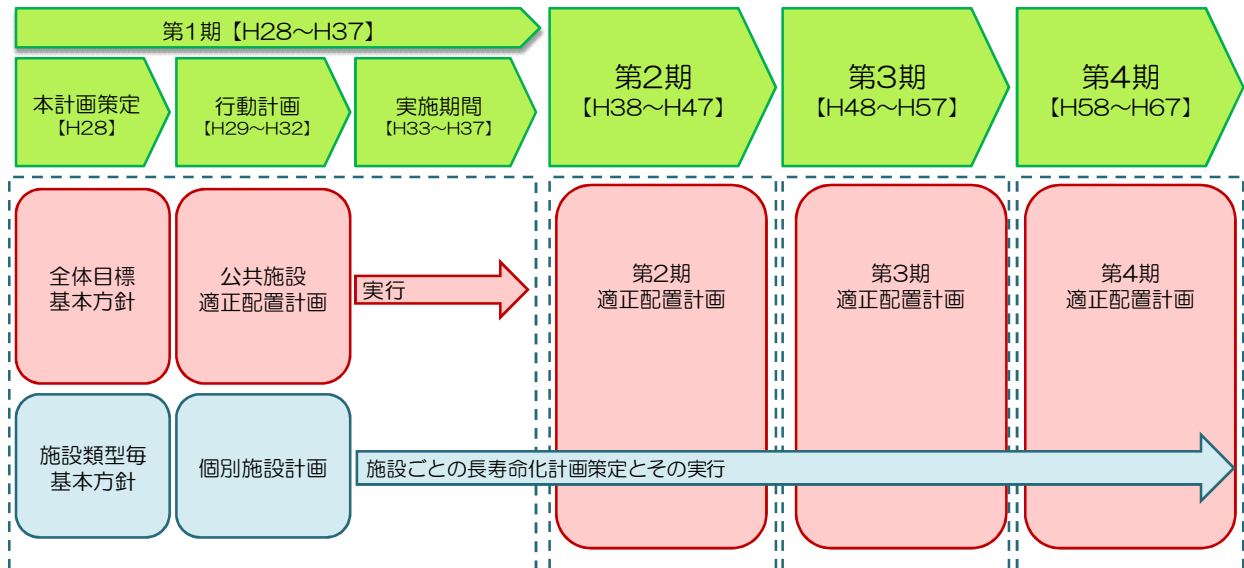 第1期【H28～H37】
本計画策定
【H28】
行動計画
【H29～H32】
実施期間
【H33～H37】
第2期
【H38～H47】
第3期
【H48～H57】
第4期
【H58～H67】
全体目標
基本方針
公共施設
適正配置計画
実行
第2期
適正配置計画
第3期
適正配置計画
第4期
適正配置計画
施設類型毎
基本方針
個別施設計画
施設ごとの長寿命化計画策定とその実行